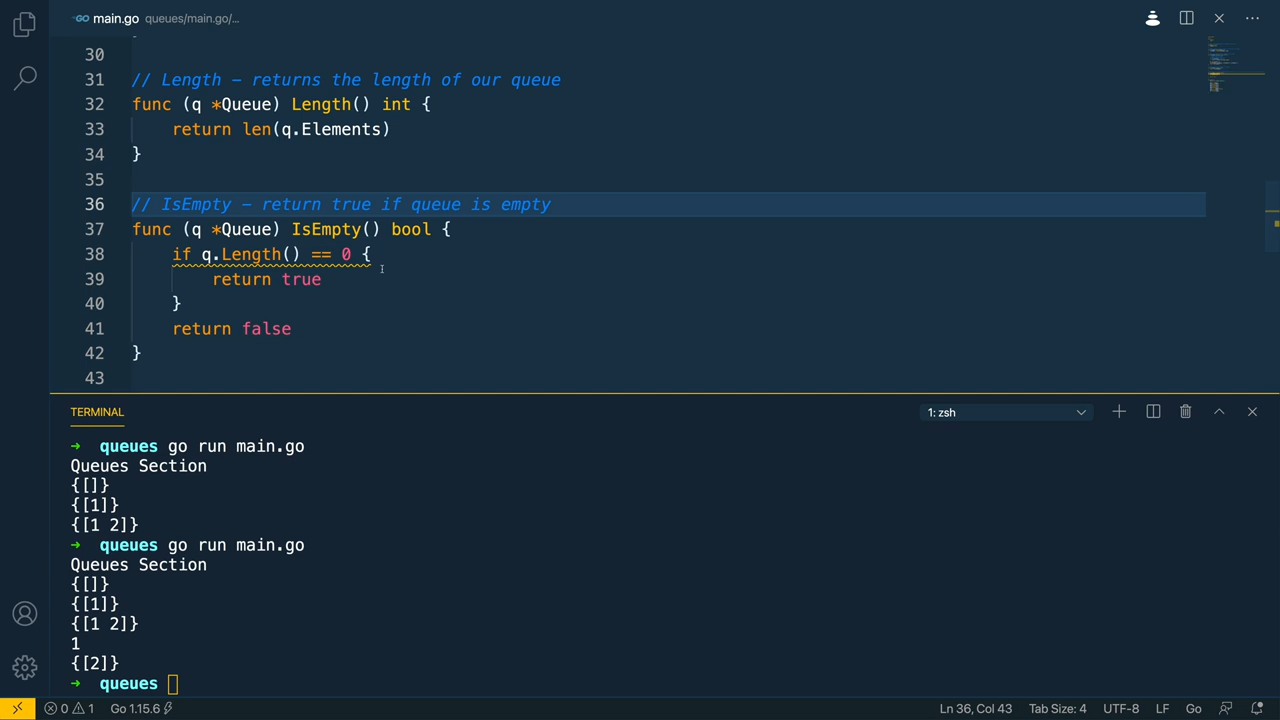 GO main.go queues/main.go/...
30
31 // Length – returns the length of our queue
32 func (q *Queue) Length() int {
33 return len(q.Elements)
34 }
35
36 // IsEmpty – return true if queue is empty
37 func (q *Queue) IsEmpty() bool {
38 if q.Length() == 0 {
39 return true
40 }
41 return false
42 }
43
TERMINAL
1: zsh
→ queues go run main.go
Queues Section
{[]}
{[1]}
{[1 2]}
→ queues go run main.go
Queues Section
{[]}
{[1]}
{[1 2]}
1
{[2]}
→ queues
0 1 Go 1.15.6 Ln 36, Col 43 Tab Size: 4 UTF-8 LF Go